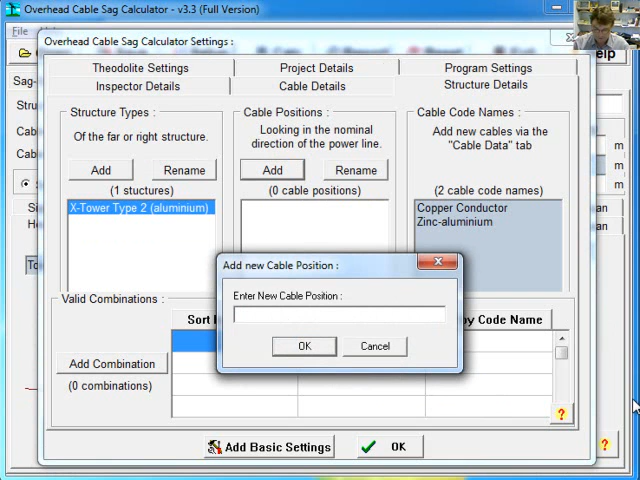 Overhead Cable Sag Calculator - v3.3 (Full Version)
File
Overhead Cable Sag Calculator Settings :
Help
Theodolite Settings
Project Details
Program Settings
Inspector Details
Cable Details
Structure Details
Structure Types
Cable Positions
Cable Code Names
Of the far or right structure.
Looking in the nominal
direction of the power line.
Add new cables via the
"Cable Data" tab
Add
Rename
Add
Rename
(1 stuctures)
(0 cable positions)
(2 cable code names)
X-Tower Type 2 (aluminium)
Copper Conductor
Zinc-aluminium
m
m
m
Add new Cable Position :
Enter New Cable Position :
OK
Cancel
Valid Combinations :
Sort
by Code Name
Add Combination
(0 combinations)
?
Add Basic Settings
OK
?